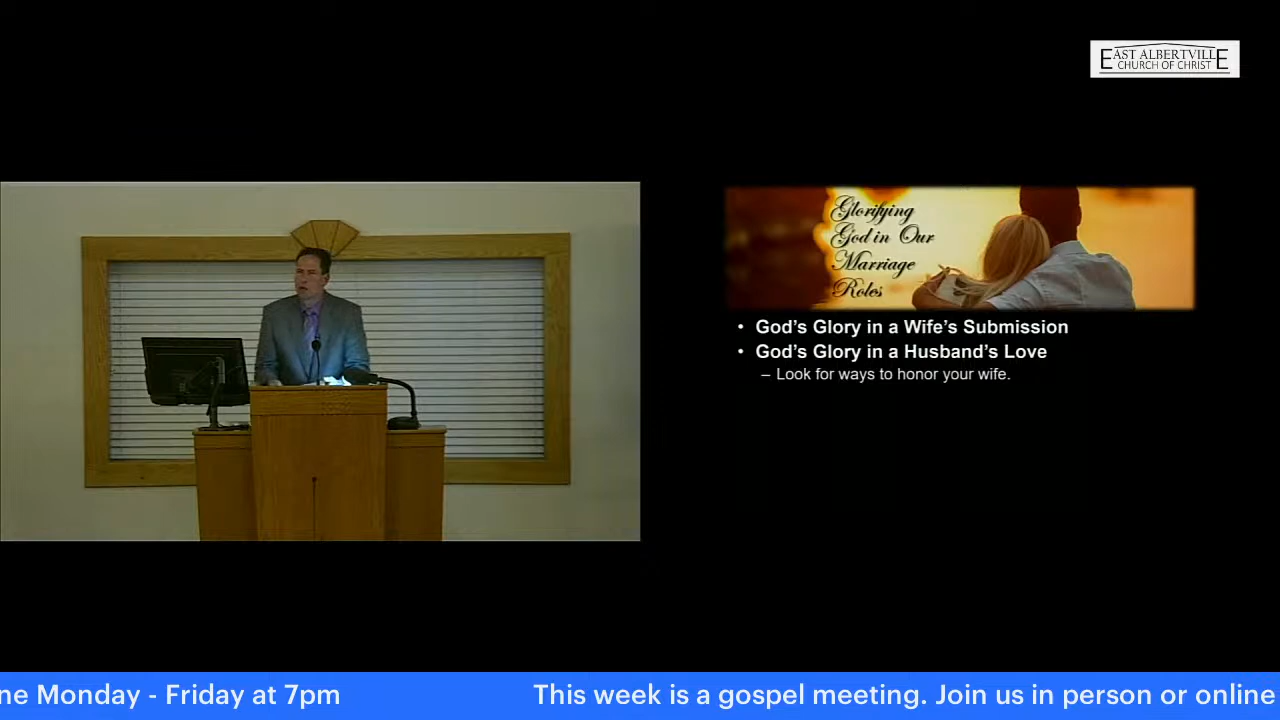 EAST ALBERTVILLE
CHURCH OF CHRIST
Glorifying
God in Our
Marriage
Roles
• God's Glory in a Wife's Submission
• God's Glory in a Husband's Love
– Look for ways to honor your wife.
ne Monday - Friday at 7pm
This week is a gospel meeting. Join us in person or online